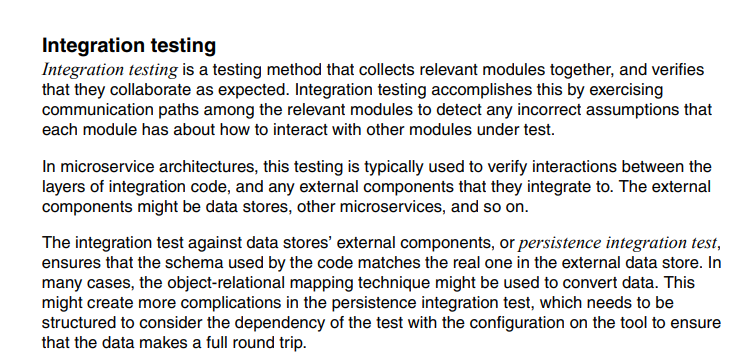 Integration testing
Integration testing is a testing method that collects relevant modules together, and verifies
that they collaborate as expected. Integration testing accomplishes this by exercising
communication paths among the relevant modules to detect any incorrect assumptions that
each module has about how to interact with other modules under test.
In microservice architectures, this testing is typically used to verify interactions between the
layers of integration code, and any external components that they integrate to. The external
components might be data stores, other microservices, and so on.
The integration test against data stores’ external components, or persistence integration test,
ensures that the schema used by the code matches the real one in the external data store. In
many cases, the object-relational mapping technique might be used to convert data. This
might create more complications in the persistence integration test, which needs to be
structured to consider the dependency of the test with the configuration on the tool to ensure
that the data makes a full round trip.